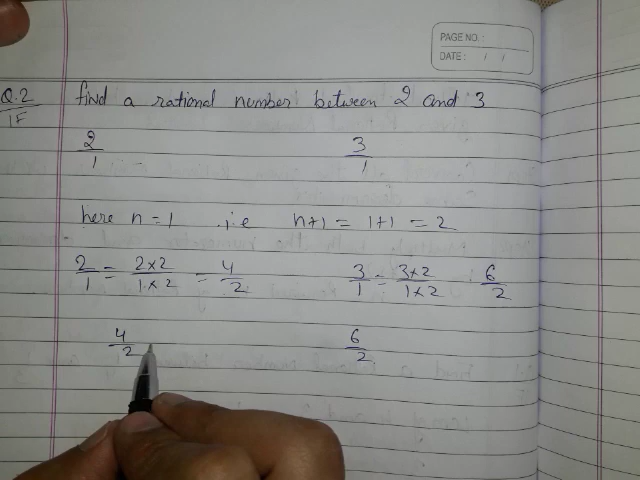 PAGE NO.:
DATE: / /
Q.2 find a rational number between 2 and 3
1F
2/1 3/1
here n=1 i.e n+1 = 1+1 = 2
2/1 = 2×2/1×2 = 4/2 3/1 = 3×2/1×2 : 6/2
4/2 6/2